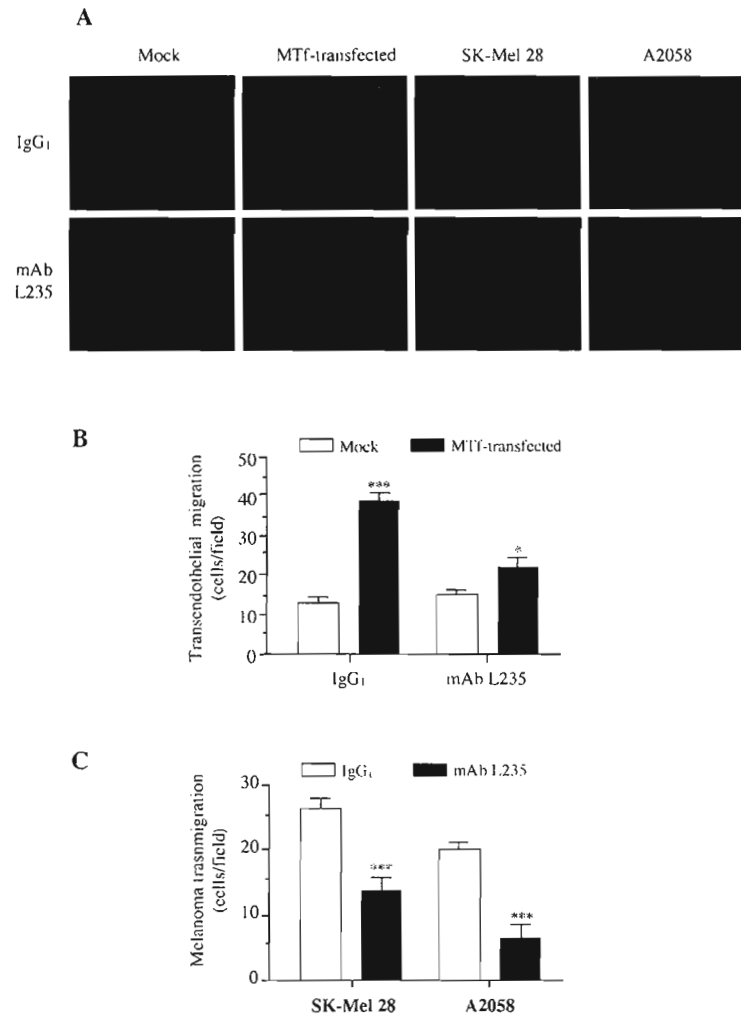 A
Mock MTf-transfected SK-Mel 28 A2058
IgG1
mAb
L235
B
Mock MTf-transfected
Transendothelial migration
(cells/field)
50
40
30
20
10
0
***
*
IgG1 mAb L235
C
IgG1 mAb L235
Melanoma trasnmigration
(cells/field)
30
20
10
0
***
***
SK-Mel 28 A2058